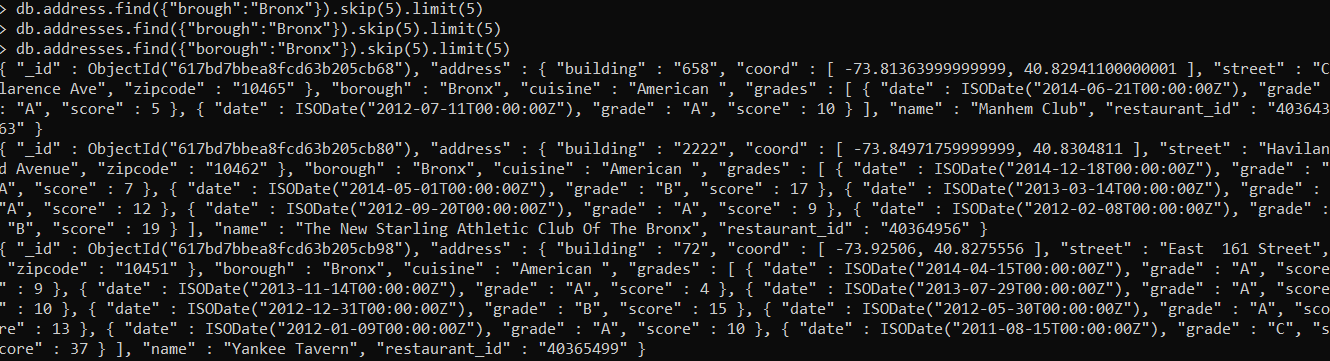 > db.address.find({"brough":"Bronx"}).skip(5).limit(5)
> db.addresses.find({"brough":"Bronx"}).skip(5).limit(5)
> db.addresses.find({"borough":"Bronx"}).skip(5).limit(5)
{ "_id" : ObjectId("617bd7bbea8fcd63b205cb68"), "address" : { "building" : "658", "coord" : [ -73.81363999999999, 40.82941100000001 ], "street" : "C
larence Ave", "zipcode" : "10465" }, "borough" : "Bronx", "cuisine" : "American ", "grades" : [ { "date" : ISODate("2014-06-21T00:00:00Z"), "grade"
: "A", "score" : 5 }, { "date" : ISODate("2012-07-11T00:00:00Z"), "grade" : "A", "score" : 10 } ], "name" : "Manhem Club", "restaurant_id" : "403643
63" }
{ "_id" : ObjectId("617bd7bbea8fcd63b205cb80"), "address" : { "building" : "2222", "coord" : [ -73.84971759999999, 40.8304811 ], "street" : "Havilan
d Avenue", "zipcode" : "10462" }, "borough" : "Bronx", "cuisine" : "American ", "grades" : [ { "date" : ISODate("2014-12-18T00:00:00Z"), "grade" : "
A", "score" : 7 }, { "date" : ISODate("2014-05-01T00:00:00Z"), "grade" : "B", "score" : 17 }, { "date" : ISODate("2013-03-14T00:00:00Z"), "grade" :
"A", "score" : 12 }, { "date" : ISODate("2012-09-20T00:00:00Z"), "grade" : "A", "score" : 9 }, { "date" : ISODate("2012-02-08T00:00:00Z"), "grade" :
"B", "score" : 19 } ], "name" : "The New Starling Athletic Club Of The Bronx", "restaurant_id" : "40364956" }
{ "_id" : ObjectId("617bd7bbea8fcd63b205cb98"), "address" : { "building" : "72", "coord" : [ -73.92506, 40.8275556 ], "street" : "East  161 Street",
"zipcode" : "10451" }, "borough" : "Bronx", "cuisine" : "American ", "grades" : [ { "date" : ISODate("2014-04-15T00:00:00Z"), "grade" : "A", "score
" : 9 }, { "date" : ISODate("2013-11-14T00:00:00Z"), "grade" : "A", "score" : 4 }, { "date" : ISODate("2013-07-29T00:00:00Z"), "grade" : "A", "score
" : 10 }, { "date" : ISODate("2012-12-31T00:00:00Z"), "grade" : "B", "score" : 15 }, { "date" : ISODate("2012-05-30T00:00:00Z"), "grade" : "A", "sco
re" : 13 }, { "date" : ISODate("2012-01-09T00:00:00Z"), "grade" : "A", "score" : 10 }, { "date" : ISODate("2011-08-15T00:00:00Z"), "grade" : "C", "s
core" : 37 } ], "name" : "Yankee Tavern", "restaurant_id" : "40365499" }